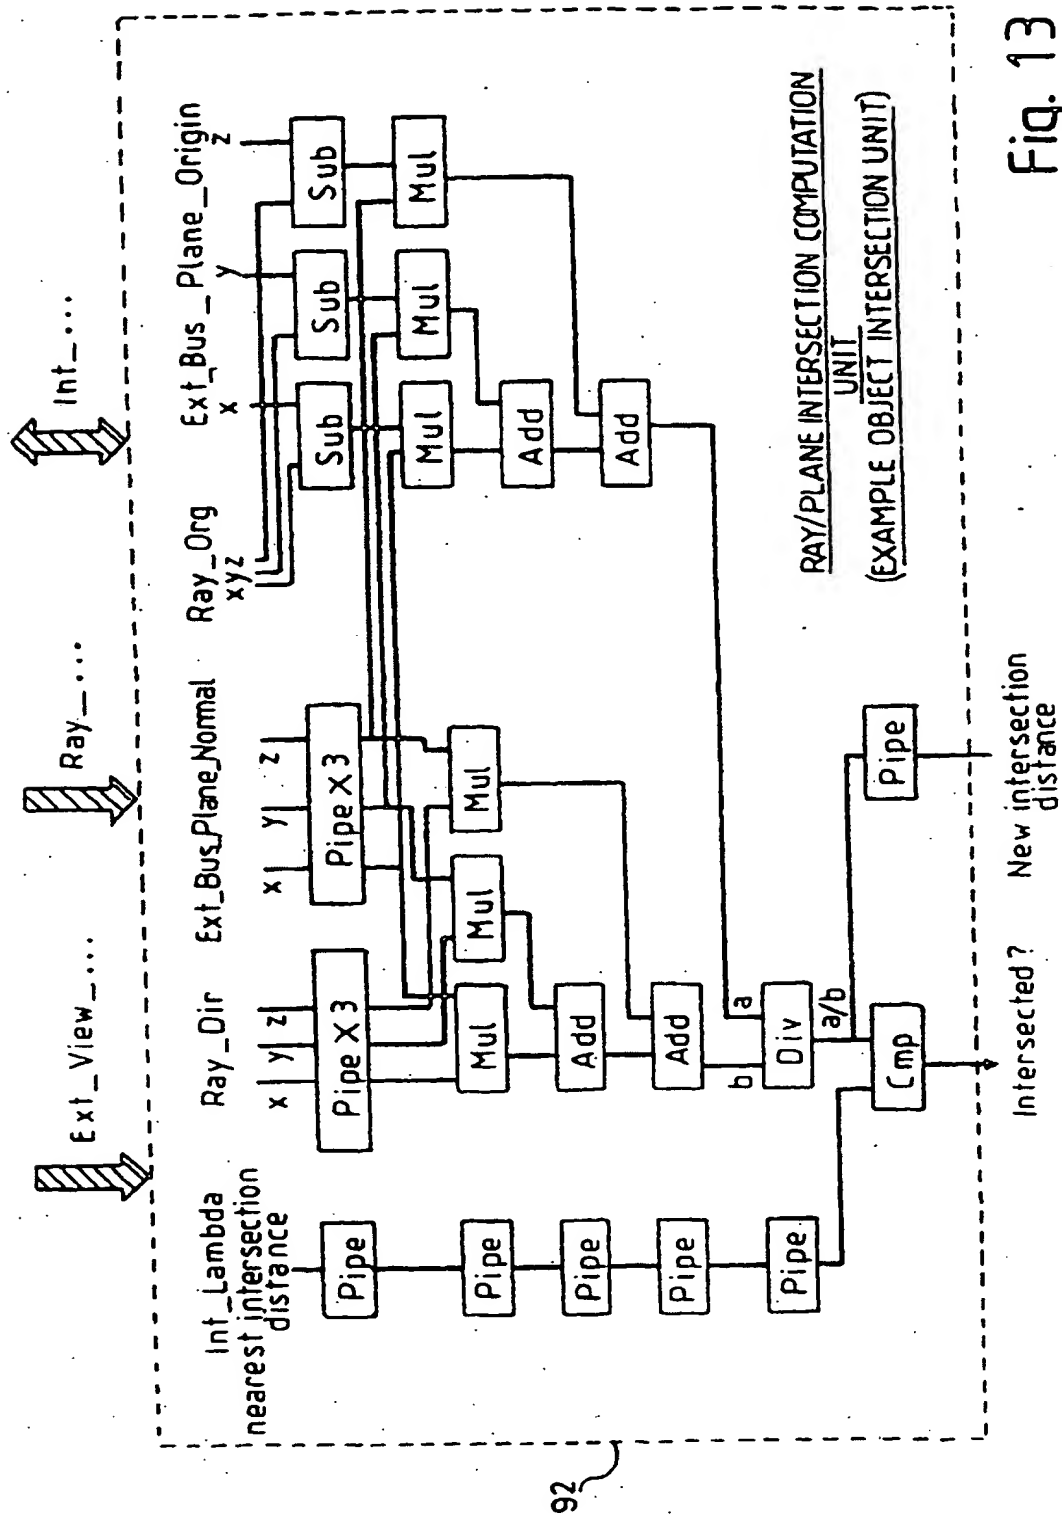 Ext_View_...
Ray_...
Int_...
Int_Lambda
nearest intersection
distance
Ray_Dir
x y z
Ext_Bus_Plane_Normal
x y z
Ray_Org
xyz
Ext_Bus_Plane_Origin
x y z
Pipe
Pipe X 3
Pipe X 3
Sub
Sub
Sub
Pipe
Mul
Mul
Mul
Mul
Mul
Mul
Pipe
Add
Add
Pipe
Add
Add
b
a
Pipe
Div
a/b
Cmp
Pipe
RAY/PLANE INTERSECTION COMPUTATION
UNIT
(EXAMPLE OBJECT INTERSECTION UNIT)
92
Intersected?
New intersection
distance
Fig. 13